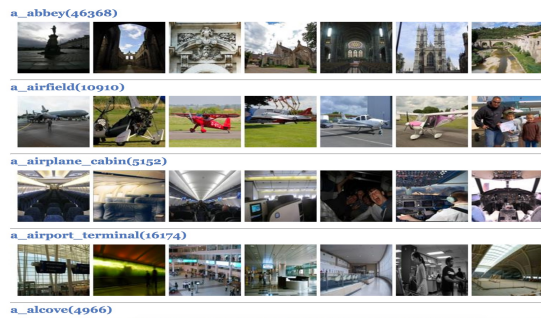 a_abbey(46368)
a_airfield(10910)
a_airplane_cabin(5152)
a_airport_terminal(16174)
a_alcove(4966)